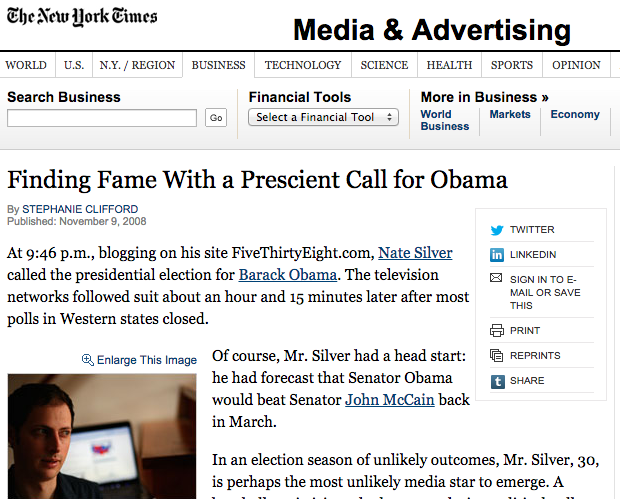 The New York Times
Media & Advertising
WORLD U.S. N.Y. / REGION BUSINESS TECHNOLOGY SCIENCE HEALTH SPORTS OPINION
Search Business
Go
Financial Tools
Select a Financial Tool
More in Business »
World Business
Markets
Economy
Finding Fame With a Prescient Call for Obama
By STEPHANIE CLIFFORD
Published: November 9, 2008
At 9:46 p.m., blogging on his site FiveThirtyEight.com, Nate Silver
called the presidential election for Barack Obama. The television
networks followed suit about an hour and 15 minutes later after most
polls in Western states closed.
TWITTER
LINKEDIN
SIGN IN TO E-
MAIL OR SAVE
THIS
PRINT
REPRINTS
SHARE
Enlarge This Image
Of course, Mr. Silver had a head start:
he had forecast that Senator Obama
would beat Senator John McCain back
in March.
In an election season of unlikely outcomes, Mr. Silver, 30,
is perhaps the most unlikely media star to emerge. A